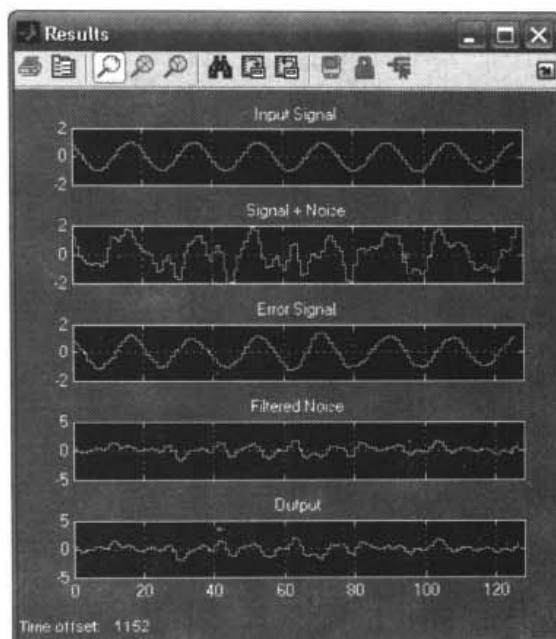 Results
Input Signal
2
0
-2
Signal + Noise
2
0
-2
Error Signal
2
0
-2
Filtered Noise
5
0
-5
Output
5
0
-5
0 20 40 60 80 100 120
Time offset: 1152